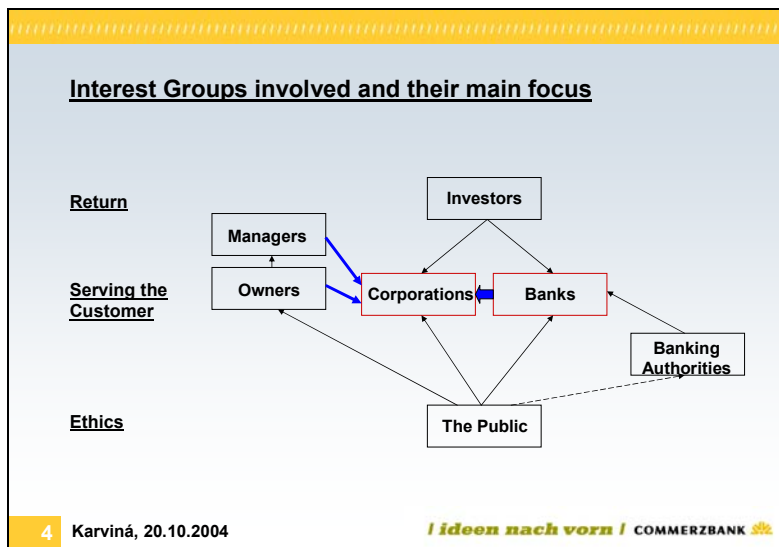 Interest Groups involved and their main focus
Return
Investors
Managers
Serving the
Customer
Owners
Corporations
Banks
Banking
Authorities
Ethics
The Public
4
Karviná, 20.10.2004
/ ideen nach vorn / COMMERZBANK